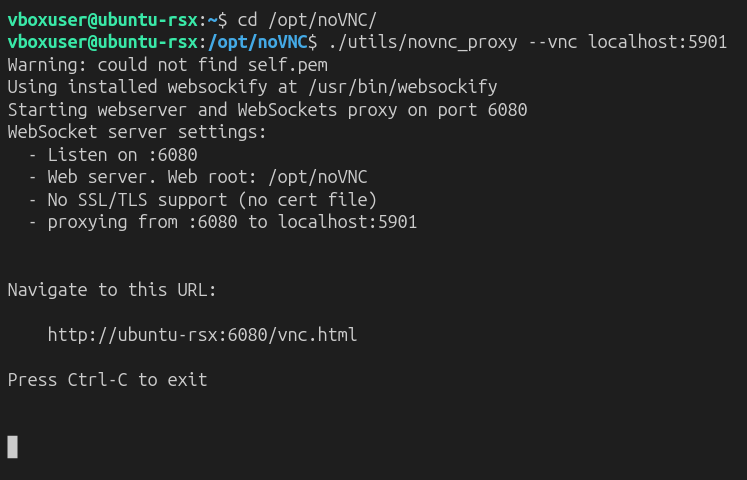 vboxuser@ubuntu-rsx:~$ cd /opt/noVNC/
vboxuser@ubuntu-rsx:/opt/noVNC$ ./utils/novnc_proxy --vnc localhost:5901
Warning: could not find self.pem
Using installed websockify at /usr/bin/websockify
Starting webserver and WebSockets proxy on port 6080
WebSocket server settings:
  - Listen on :6080
  - Web server. Web root: /opt/noVNC
  - No SSL/TLS support (no cert file)
  - proxying from :6080 to localhost:5901
Navigate to this URL:
    http://ubuntu-rsx:6080/vnc.html
Press Ctrl-C to exit